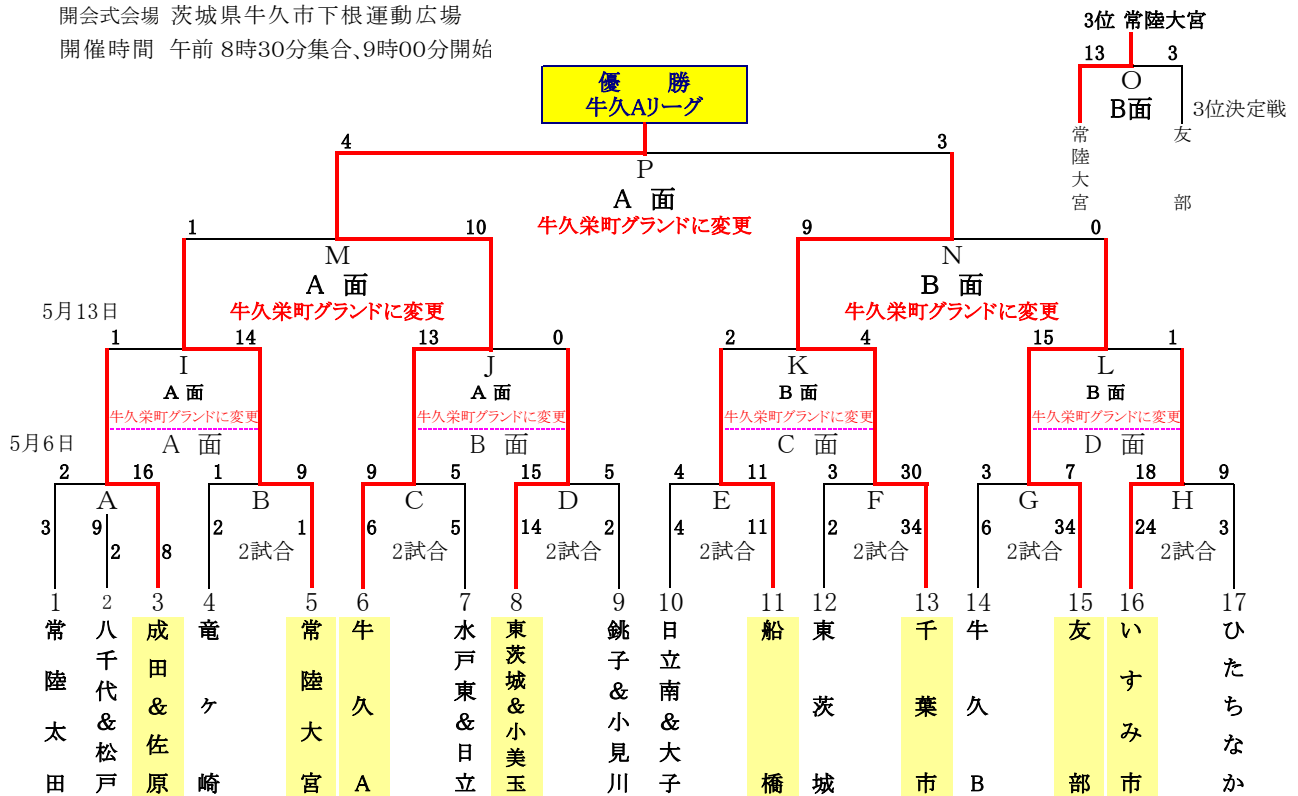 開会式会場 茨城県牛久市下根運動広場
開催時間 午前 8時30分集合、9時00分開始
3位 常陸大宮
13 3
O
B面
3位決定戦
常陸大宮
友部
優 勝
牛久Aリーグ
4 3
P
A 面
牛久栄町グランドに変更
1 10 9 0
M N
A 面 B 面
牛久栄町グランドに変更 牛久栄町グランドに変更
5月13日
1 14 13 0 2 4 15 1
I J K L
A 面 A 面 B 面 B 面
牛久栄町グランドに変更 牛久栄町グランドに変更 牛久栄町グランドに変更 牛久栄町グランドに変更
5月6日
A 面 B 面 C 面 D 面
2 16 1 9 9 5 15 5 4 11 3 30 3 7 18 9
A B C D E F G H
3 9 2 8 2 1 6 5 14 2 4 11 2 34 6 34 24 3
2試合 2試合 2試合 2試合 2試合 2試合
1 2 3 4 5 6 7 8 9 10 11 12 13 14 15 16 17
常陸太田
八千代&松戸
成田&佐原
竜ヶ崎
常陸大宮
牛久A
水戸東&日立
東茨城&小美玉
銚子&小見川
日立南&大子
船橋
東茨城
千葉市
牛久B
友部
いすみ市
ひたちなか